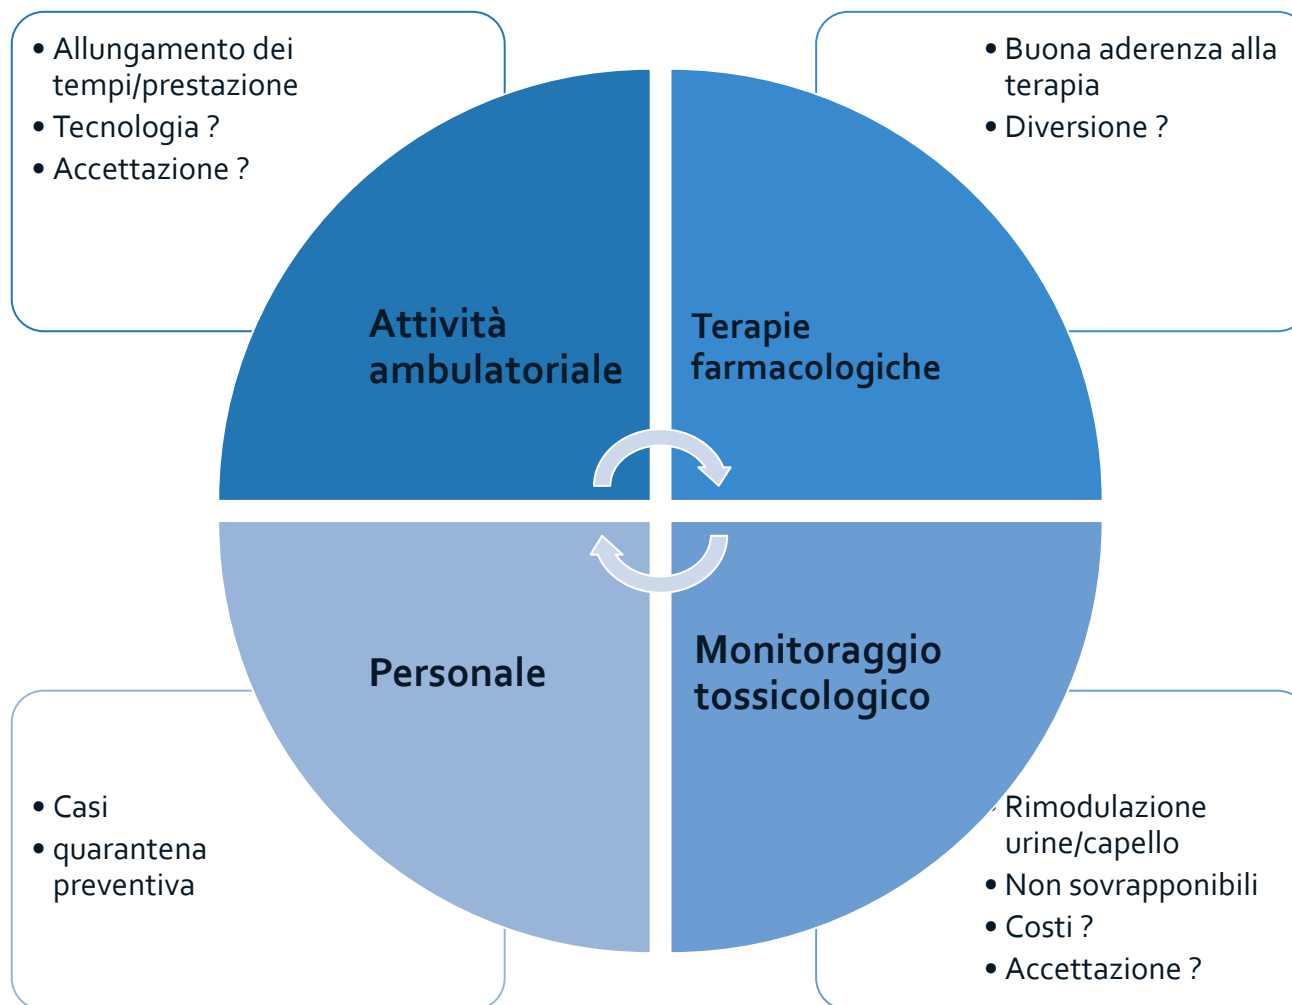 • Allungamento dei
tempi/prestazione
• Tecnologia ?
• Accettazione ?
• Buona aderenza alla
terapia
• Diversione ?
Attività
ambulatoriale
Terapie
farmacologiche
Personale
Monitoraggio
tossicologico
• Casi
• quarantena
preventiva
• Rimodulazione
urine/capello
• Non sovrapponibili
• Costi ?
• Accettazione ?